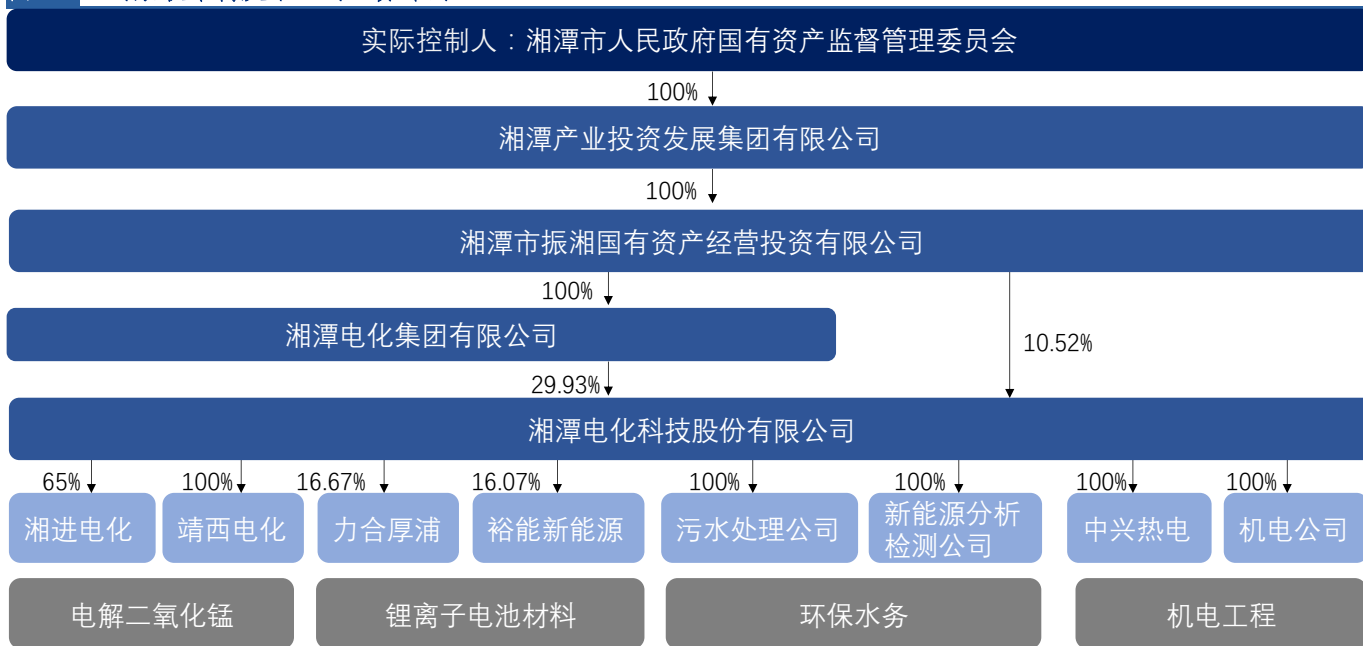 实际控制人：湘潭市人民政府国有资产监督管理委员会
100%
湘潭产业投资发展集团有限公司
100%
湘潭市振湘国有资产经营投资有限公司
100%
湘潭电化集团有限公司
10.52%
29.93%
湘潭电化科技股份有限公司
65%
100%
16.67%
16.07%
100%
100%
100%
100%
湘进电化
靖西电化
力合厚浦
裕能新能源
污水处理公司
新能源分析
检测公司
中兴热电
机电公司
电解二氧化锰
锂离子电池材料
环保水务
机电工程